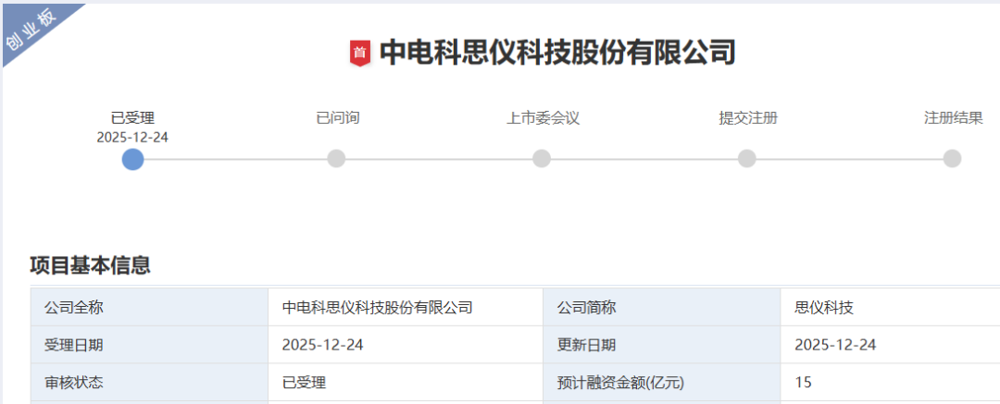 创业板
首 中电科思仪科技股份有限公司
已受理 已问询 上市委会议 提交注册 注册结果
2025-12-24
项目基本信息
公司全称 中电科思仪科技股份有限公司 公司简称 思仪科技
受理日期 2025-12-24 更新日期 2025-12-24
审核状态 已受理 预计融资金额(亿元) 15